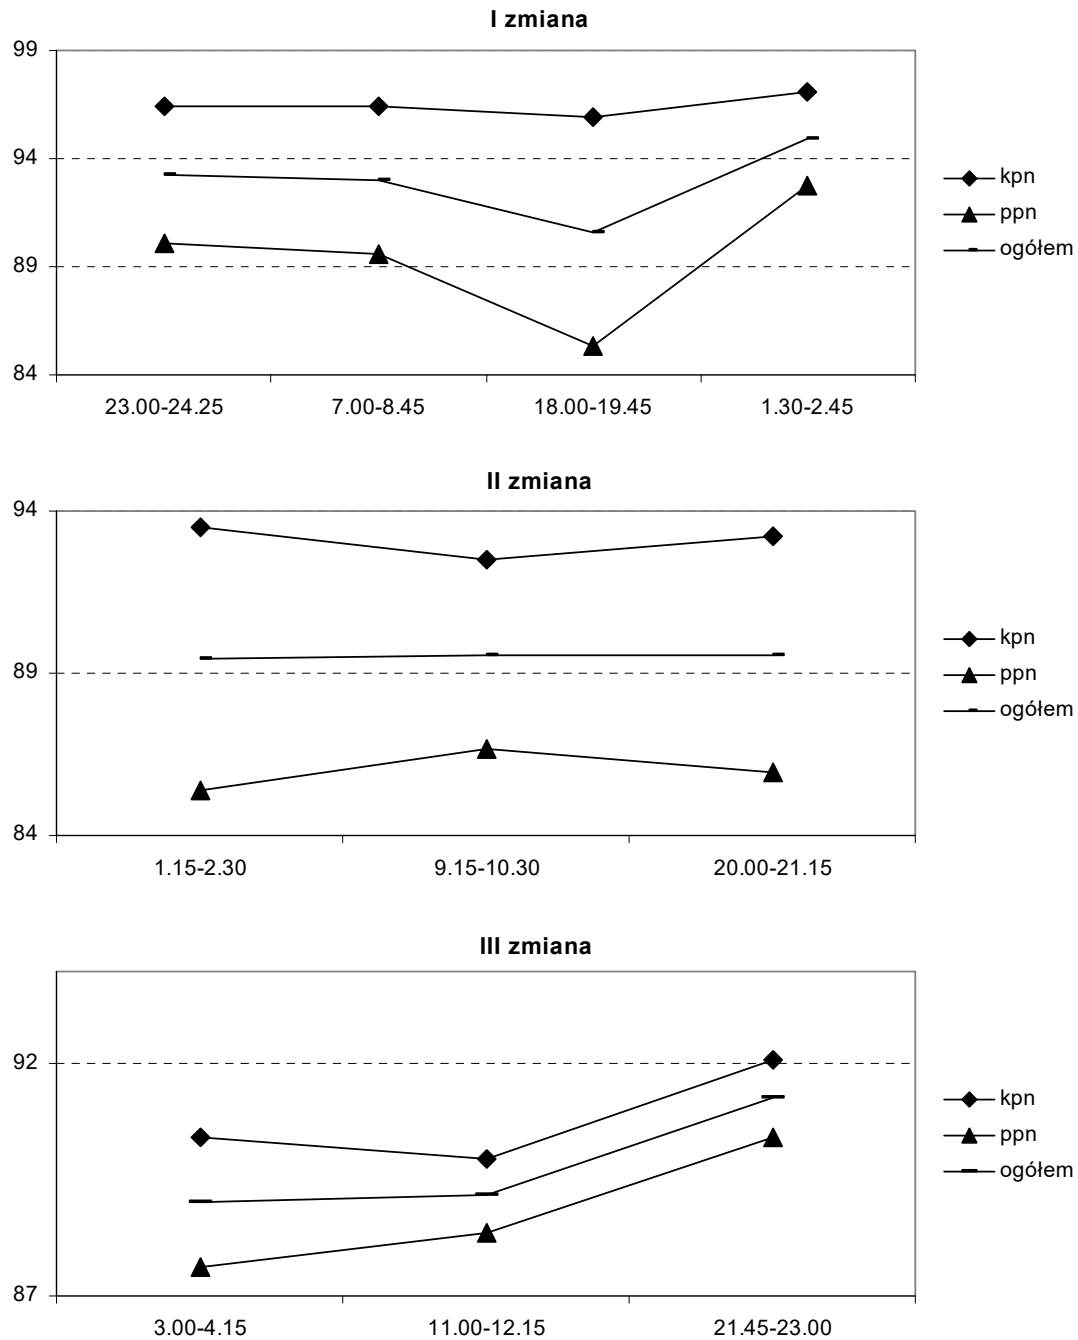 I zmiana
99
94
89
84
23.00-24.25 7.00-8.45 18.00-19.45 1.30-2.45
kpn
ppn
ogółem
II zmiana
94
89
84
1.15-2.30 9.15-10.30 20.00-21.15
kpn
ppn
ogółem
III zmiana
92
87
3.00-4.15 11.00-12.15 21.45-23.00
kpn
ppn
ogółem